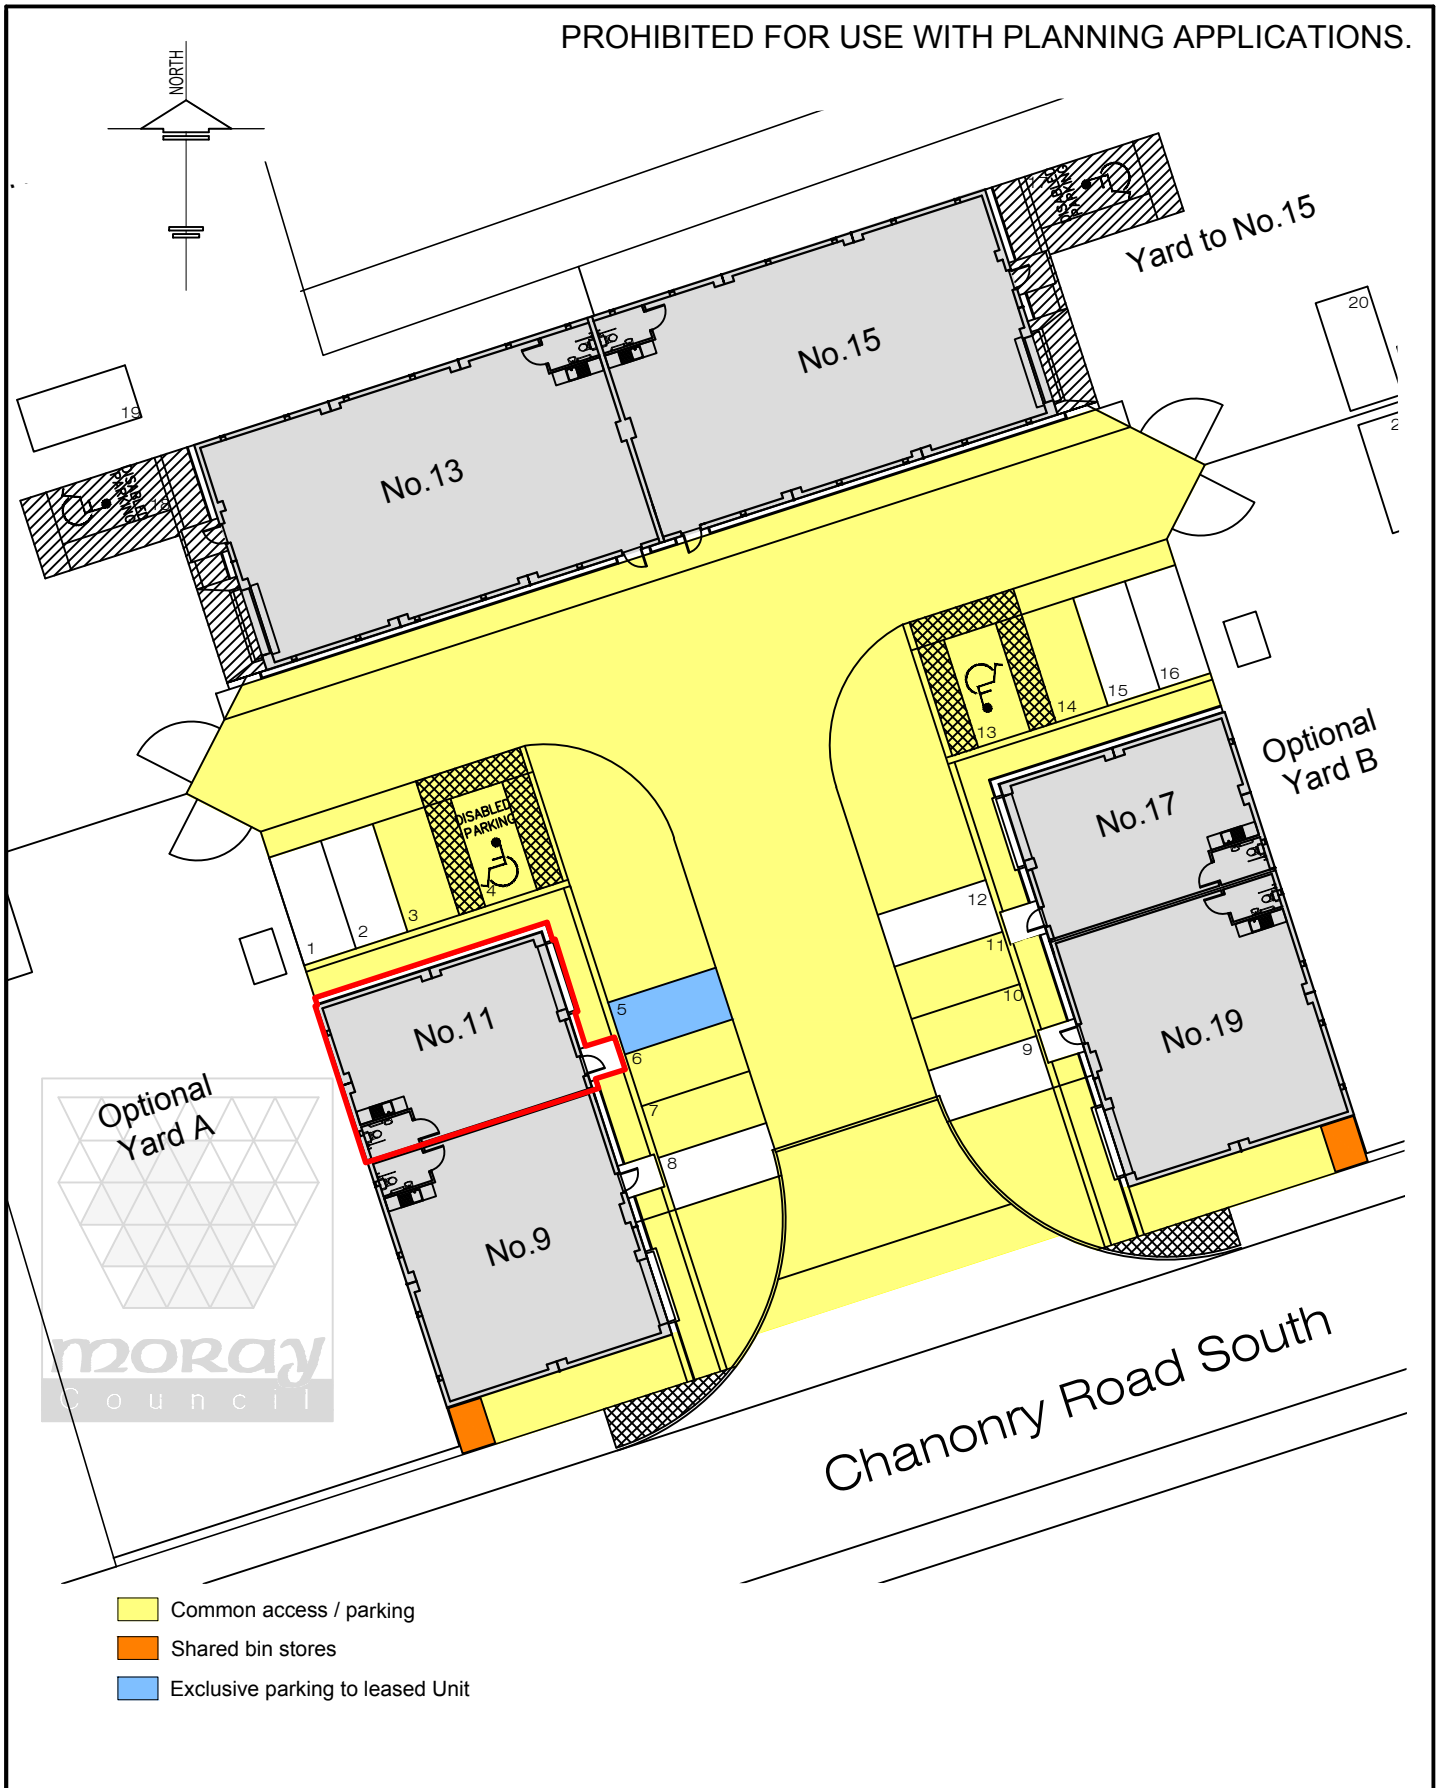 PROHIBITED FOR USE WITH PLANNING APPLICATIONS.
NORTH
DISABLED
PARKING
Yard to No.15
20
No.15
19
No.13
DISABLED
PARKING
18
16
15
14
13
Optional
Yard B
DISABLED
PARKING
4
3
2
1
No.17
12
11
10
9
5
6
7
8
No.11
No.19
Optional
Yard A
No.9
moray
Council
Chanonry Road South
Common access / parking
Shared bin stores
Exclusive parking to leased Unit